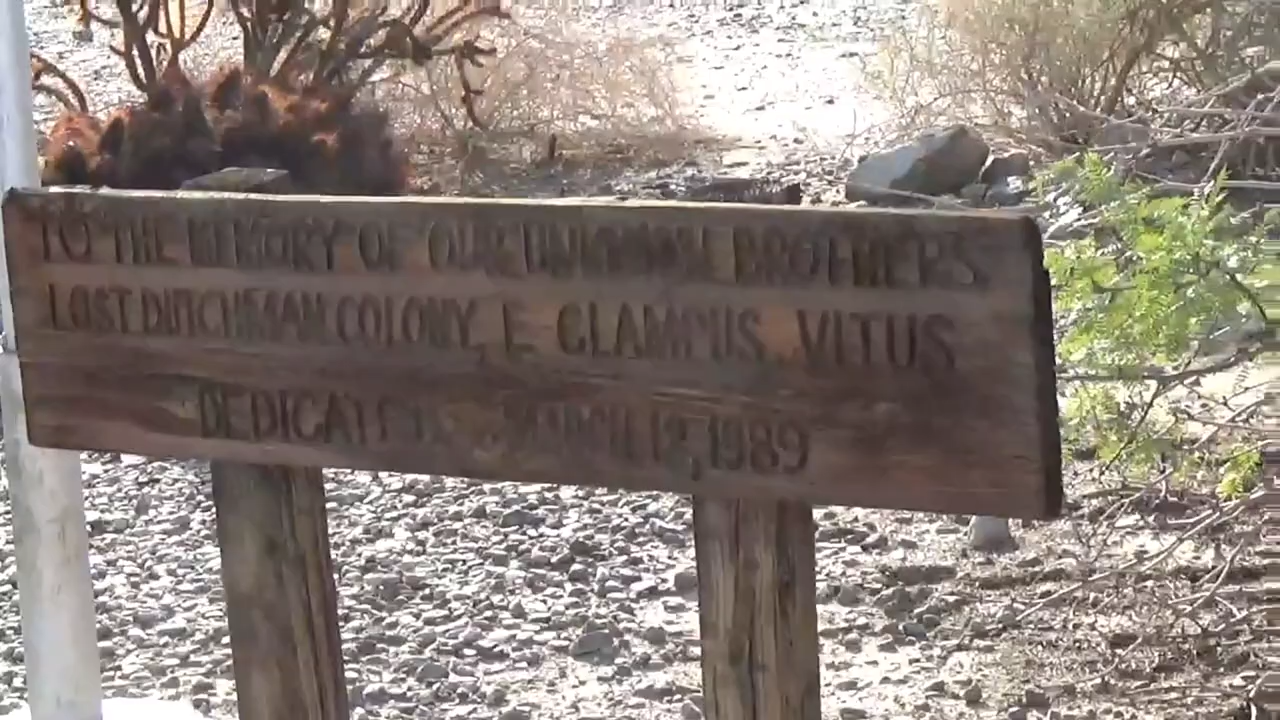 TO THE MEMORY OF OUR UNKNOWN BROTHERS
LOST DUTCHMAN COLONY, E CLAMPUS VITUS
DEDICATED MARCH 1989